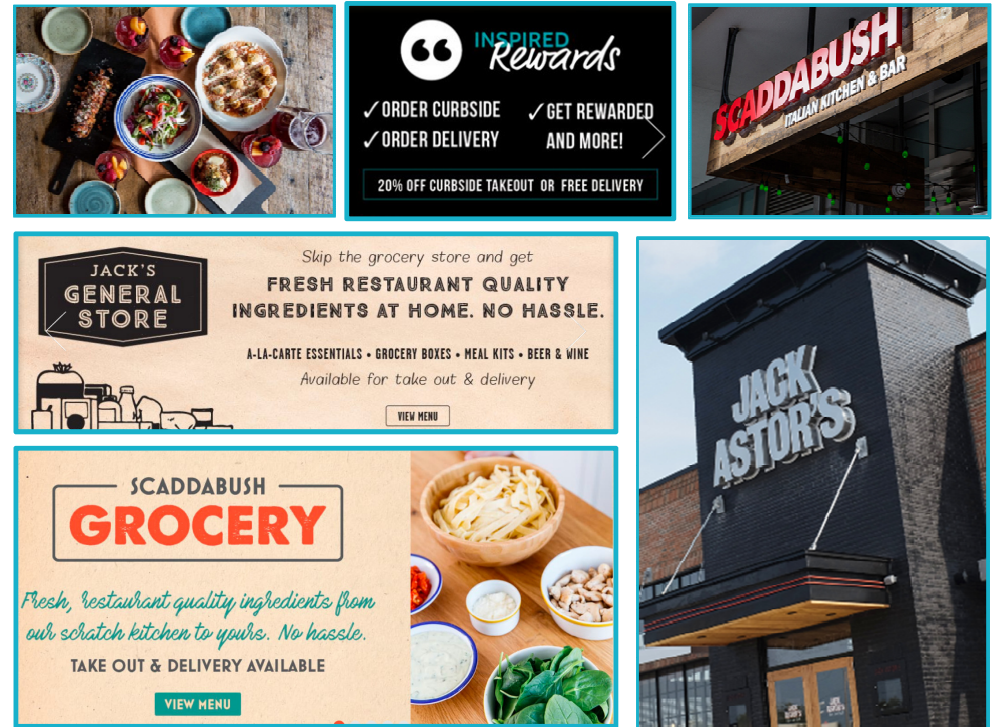 INSPIRED
Rewards
✓ORDER CURBSIDE
✓ORDER DELIVERY
✓GET REWARDED
AND MORE!
20% OFF CURBSIDE TAKEOUT OR FREE DELIVERY
SCADDABUSH
ITALIAN KITCHEN & BAR
JACK'S
GENERAL
STORE
Skip the grocery store and get
FRESH RESTAURANT QUALITY
INGREDIENTS AT HOME. NO HASSLE.
A-LA-CARTE ESSENTIALS • GROCERY BOXES • MEAL KITS • BEER & WINE
Available for take out & delivery
VIEW MENU
JACK
ASTOR'S
JACK
ASTOR'S
SCADDABUSH
GROCERY
Fresh, restaurant quality ingredients from
our scratch kitchen to yours. No hassle.
TAKE OUT & DELIVERY AVAILABLE
VIEW MENU